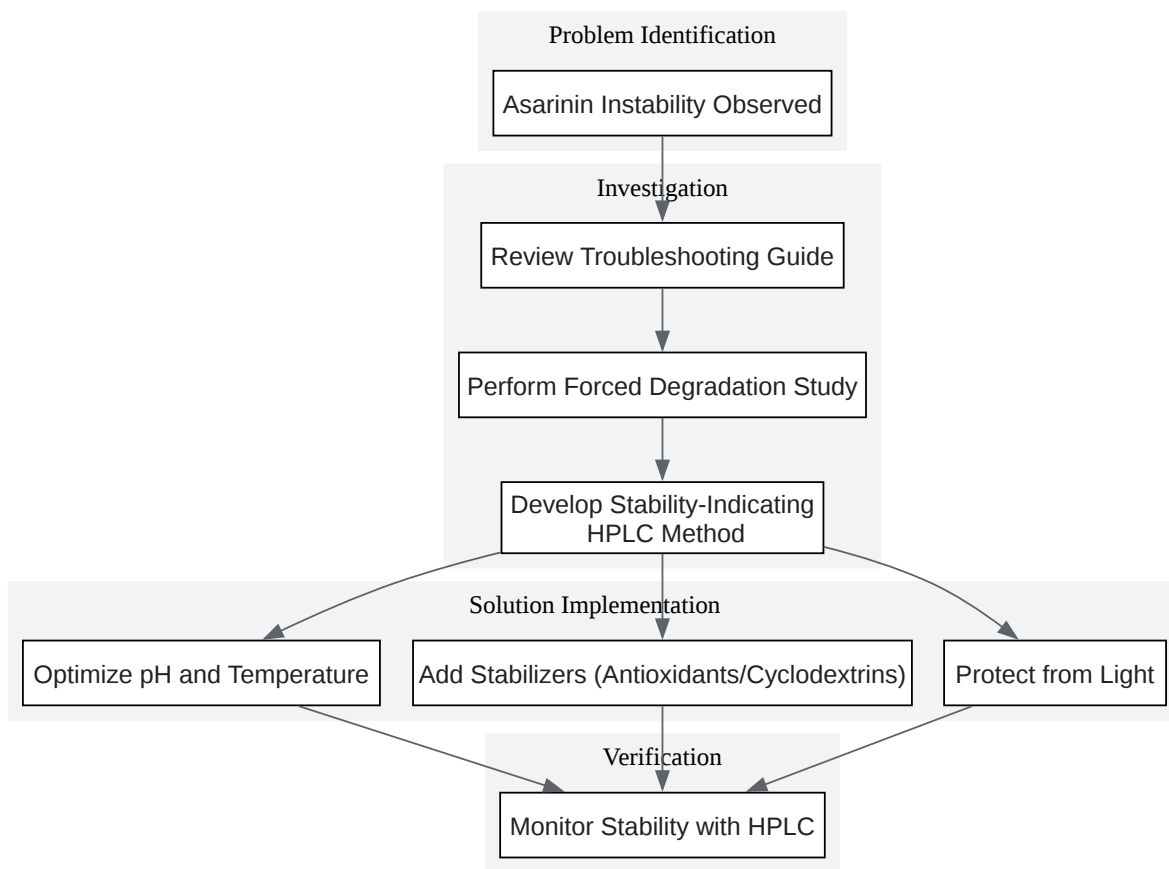 Problem Identification
Asarinin Instability Observed
Investigation
Review Troubleshooting Guide
Perform Forced Degradation Study
Develop Stability-Indicating
HPLC Method
Solution Implementation
Optimize pH and Temperature
Add Stabilizers (Antioxidants/Cyclodextrins)
Protect from Light
Verification
Monitor Stability with HPLC